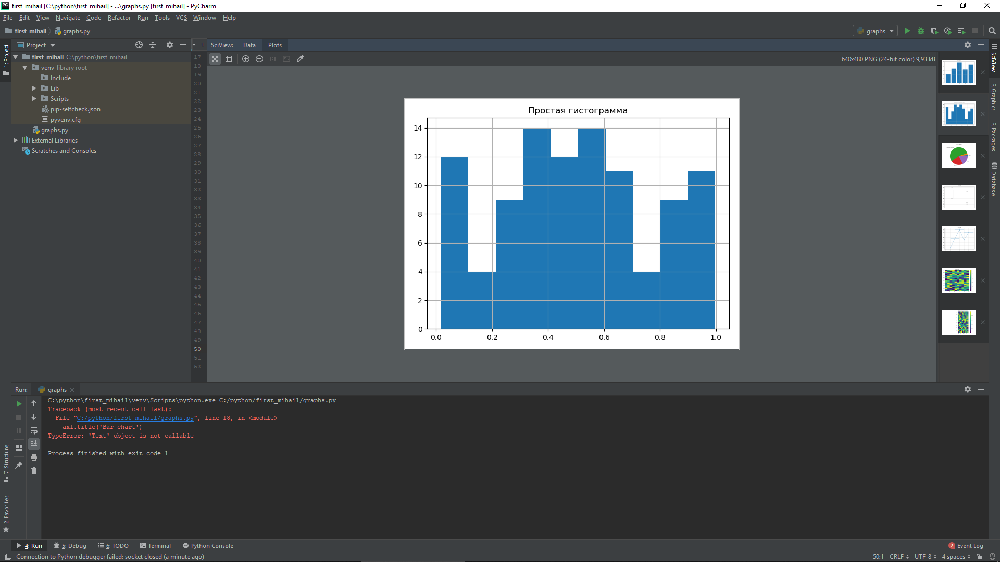 first_mihail [C:\python\first_mihail] - ...\graphs.py [first_mihail] - PyCharm
File Edit View Navigate Code Refactor Run Tools VCS Window Help
first_mihail graphs.py
graphs
Project
SciView: Data Plots
1: Project
first_mihail C:\python\first_mihail
venv library root
Include
Lib
Scripts
pip-selfcheck.json
pyvenv.cfg
graphs.py
External Libraries
Scratches and Consoles
17
18
19
20
21
22
23
24
25
26
27
28
29
30
31
32
33
34
35
36
37
38
39
40
41
42
43
44
45
46
47
48
49
50
51
52
1:1
640x480 PNG (24-bit color) 9,93 kB
Простая гистограмма
14
12
10
8
6
4
2
0
0.0 0.2 0.4 0.6 0.8 1.0
SciView
R Graphics
R Packages
Database
Run: graphs
C:\python\first_mihail\venv\Scripts\python.exe C:/python/first_mihail/graphs.py
Traceback (most recent call last):
File "C:/python/first_mihail/graphs.py", line 18, in <module>
ax1.title('Bar chart')
TypeError: 'Text' object is not callable
Process finished with exit code 1
7: Structure
2: Favorites
4: Run 5: Debug 6: TODO Terminal Python Console
2 Event Log
Connection to Python debugger failed: socket closed (a minute ago)
50:1 CRLF UTF-8 4 spaces